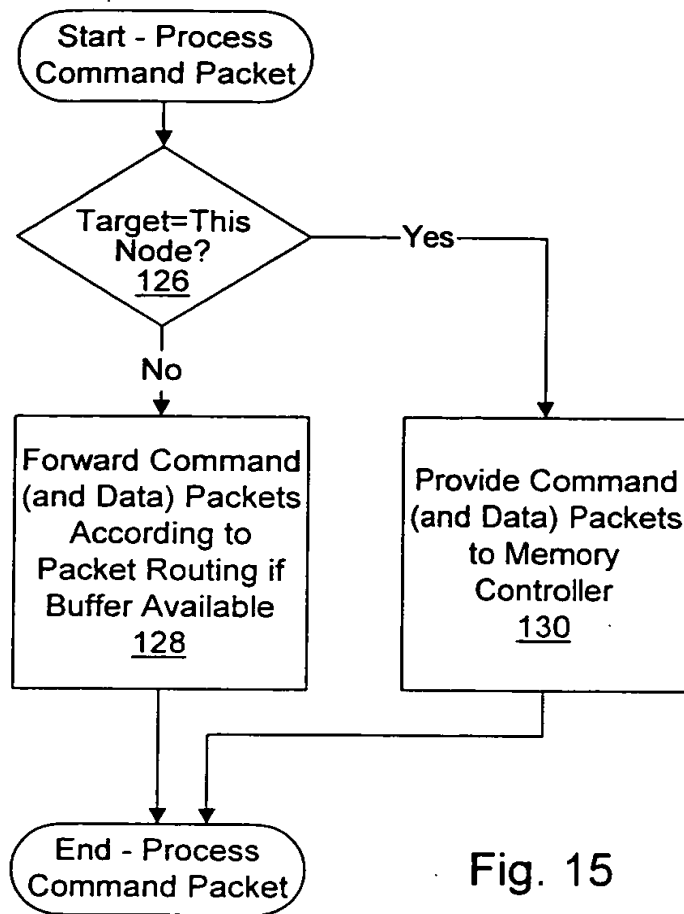 Start - Process
Command Packet
Target=This
Node?
126
Yes
No
Forward Command
(and Data) Packets
According to
Packet Routing if
Buffer Available
128
Provide Command
(and Data) Packets
to Memory
Controller
130
End - Process
Command Packet
Fig. 15